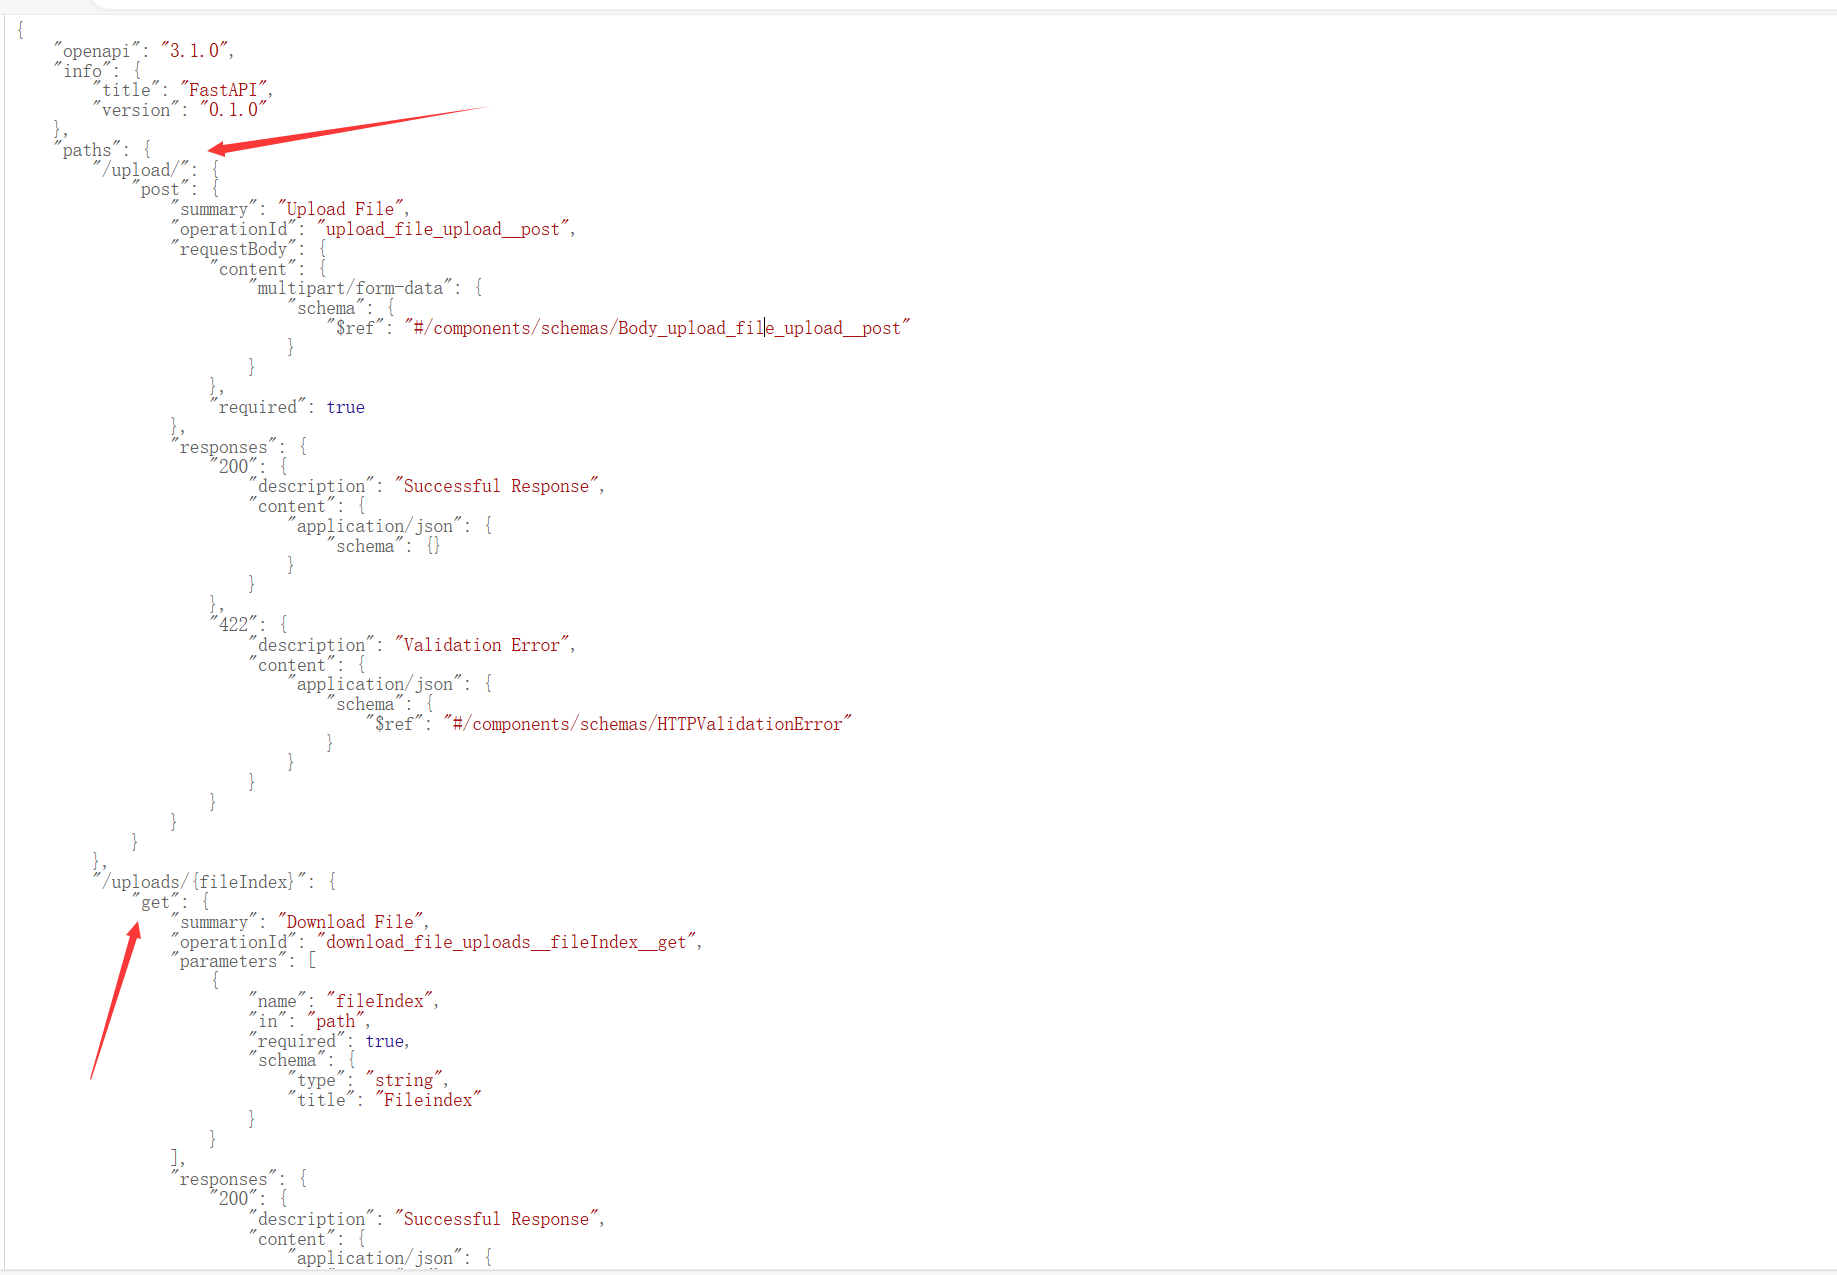 {
"openapi": "3.1.0",
"info": {
"title": "FastAPI",
"version": "0.1.0"
},
"paths": {
"/upload/": {
"post": {
"summary": "Upload File",
"operationId": "upload_file_upload__post",
"requestBody": {
"content": {
"multipart/form-data": {
"schema": {
"$ref": "#/components/schemas/Body_upload_file_upload__post"
}
}
},
"required": true
},
"responses": {
"200": {
"description": "Successful Response",
"content": {
"application/json": {
"schema": {}
}
}
},
"422": {
"description": "Validation Error",
"content": {
"application/json": {
"schema": {
"$ref": "#/components/schemas/HTTPValidationError"
}
}
}
}
}
}
},
"/uploads/{fileIndex}": {
"get": {
"summary": "Download File",
"operationId": "download_file_uploads__fileIndex__get",
"parameters": [
{
"name": "fileIndex",
"in": "path",
"required": true,
"schema": {
"type": "string",
"title": "Fileindex"
}
}
],
"responses": {
"200": {
"description": "Successful Response",
"content": {
"application/json": {